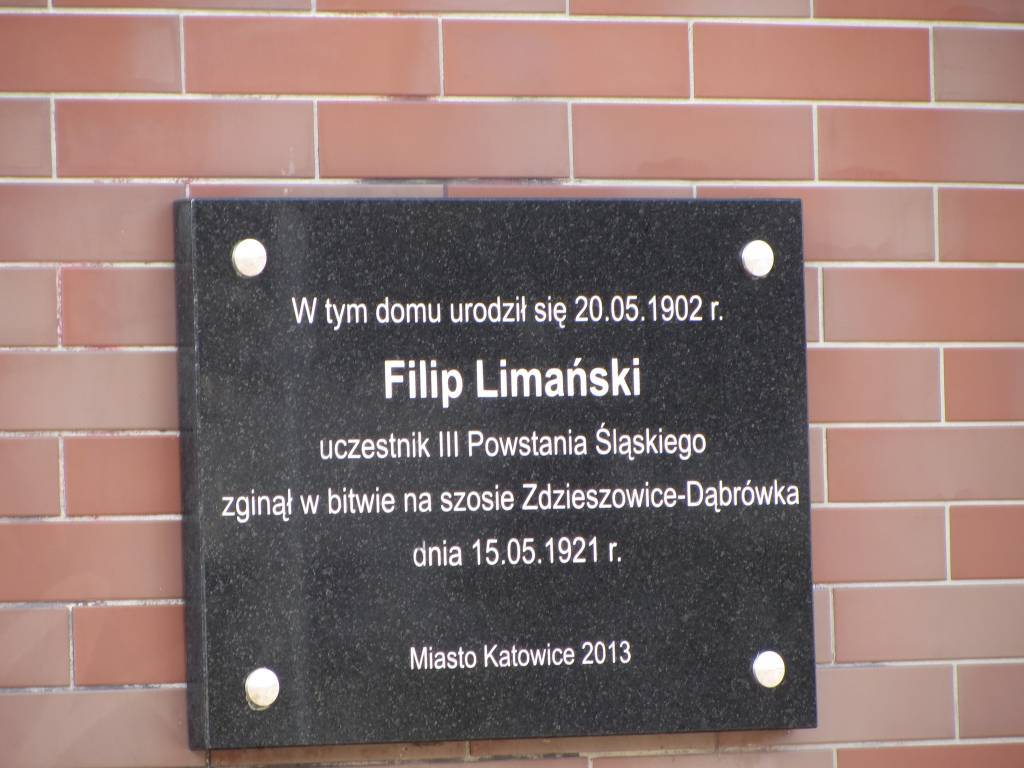 W tym domu urodził się 20.05.1902 r.
Filip Limański
uczestnik III Powstania Śląskiego
zginął w bitwie na szosie Zdzieszowice-Dąbrówka
dnia 15.05.1921 r.
Miasto Katowice 2013